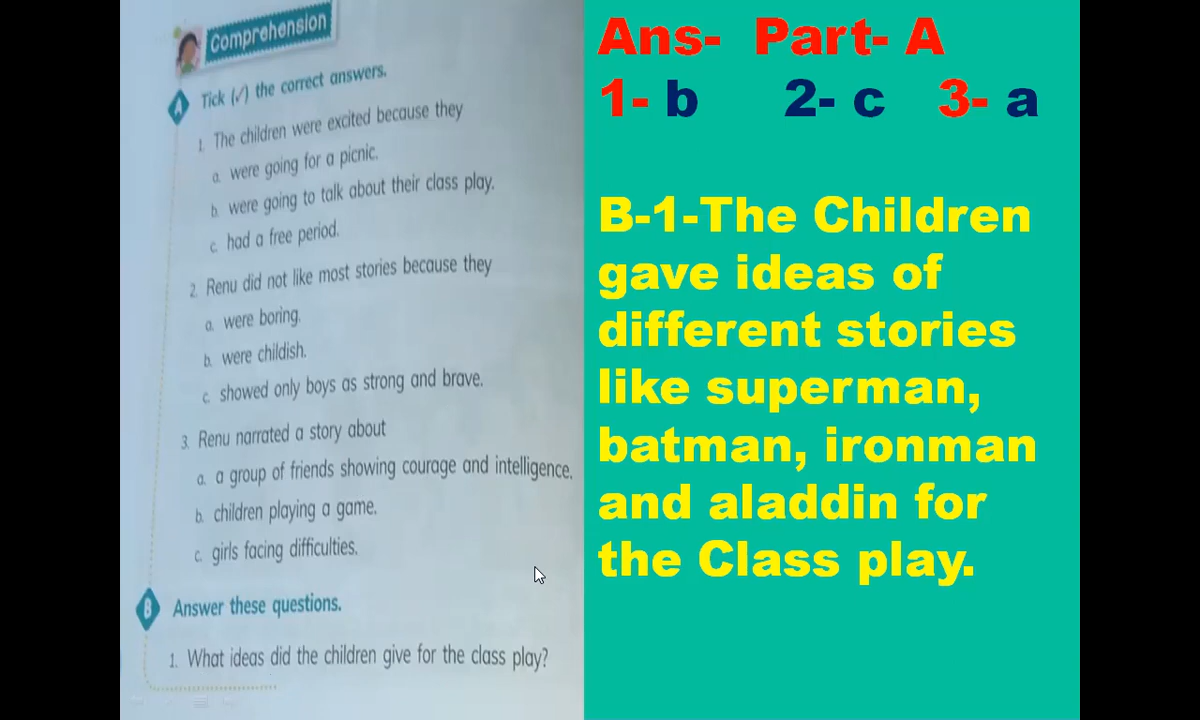 Comprehension
A Tick (✓) the correct answers.
1. The children were excited because they
a. were going for a picnic.
b. were going to talk about their class play.
c. had a free period.
2. Renu did not like most stories because they
a. were boring.
b. were childish.
c. showed only boys as strong and brave.
3. Renu narrated a story about
a. a group of friends showing courage and intelligence.
b. children playing a game.
c. girls facing difficulties.
B Answer these questions.
1. What ideas did the children give for the class play?
Ans- Part- A
1- b 2- c 3- a
B-1-The Children
gave ideas of
different stories
like superman,
batman, ironman
and aladdin for
the Class play.